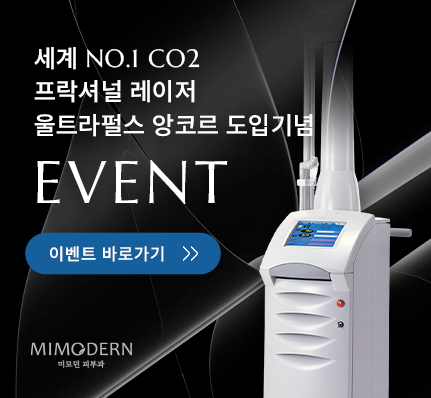 세계 NO.1 CO2
프락셔널 레이저
울트라펄스 앙코르 도입기념
EVENT
이벤트 바로가기 >>
MIMODERN
미모던 피부과